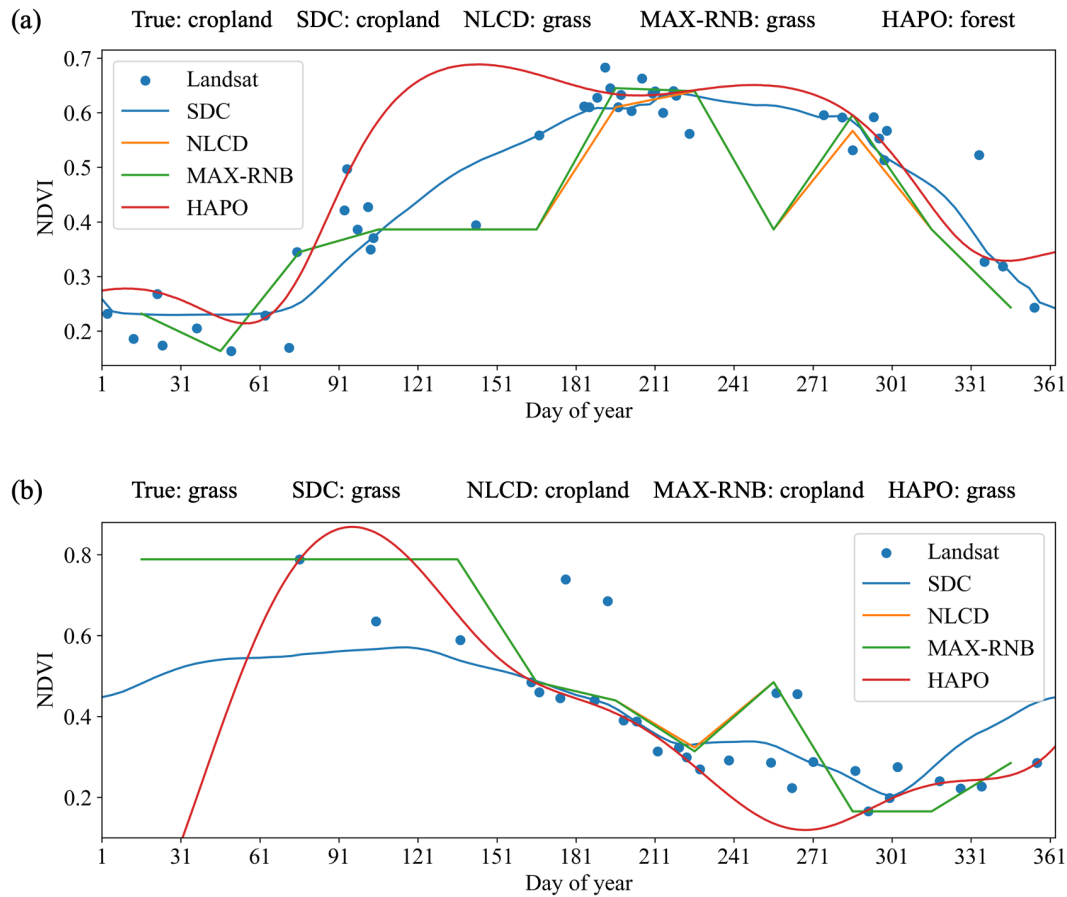 (a)
True: cropland SDC: cropland NLCD: grass MAX-RNB: grass HAPO: forest
0.7
0.6
0.5
0.4
0.3
0.2
NDVI
Landsat
SDC
NLCD
MAX-RNB
HAPO
1 31 61 91 121 151 181 211 241 271 301 331 361
Day of year
(b)
True: grass SDC: grass NLCD: cropland MAX-RNB: cropland HAPO: grass
0.8
0.6
0.4
0.2
NDVI
Landsat
SDC
NLCD
MAX-RNB
HAPO
1 31 61 91 121 151 181 211 241 271 301 331 361
Day of year